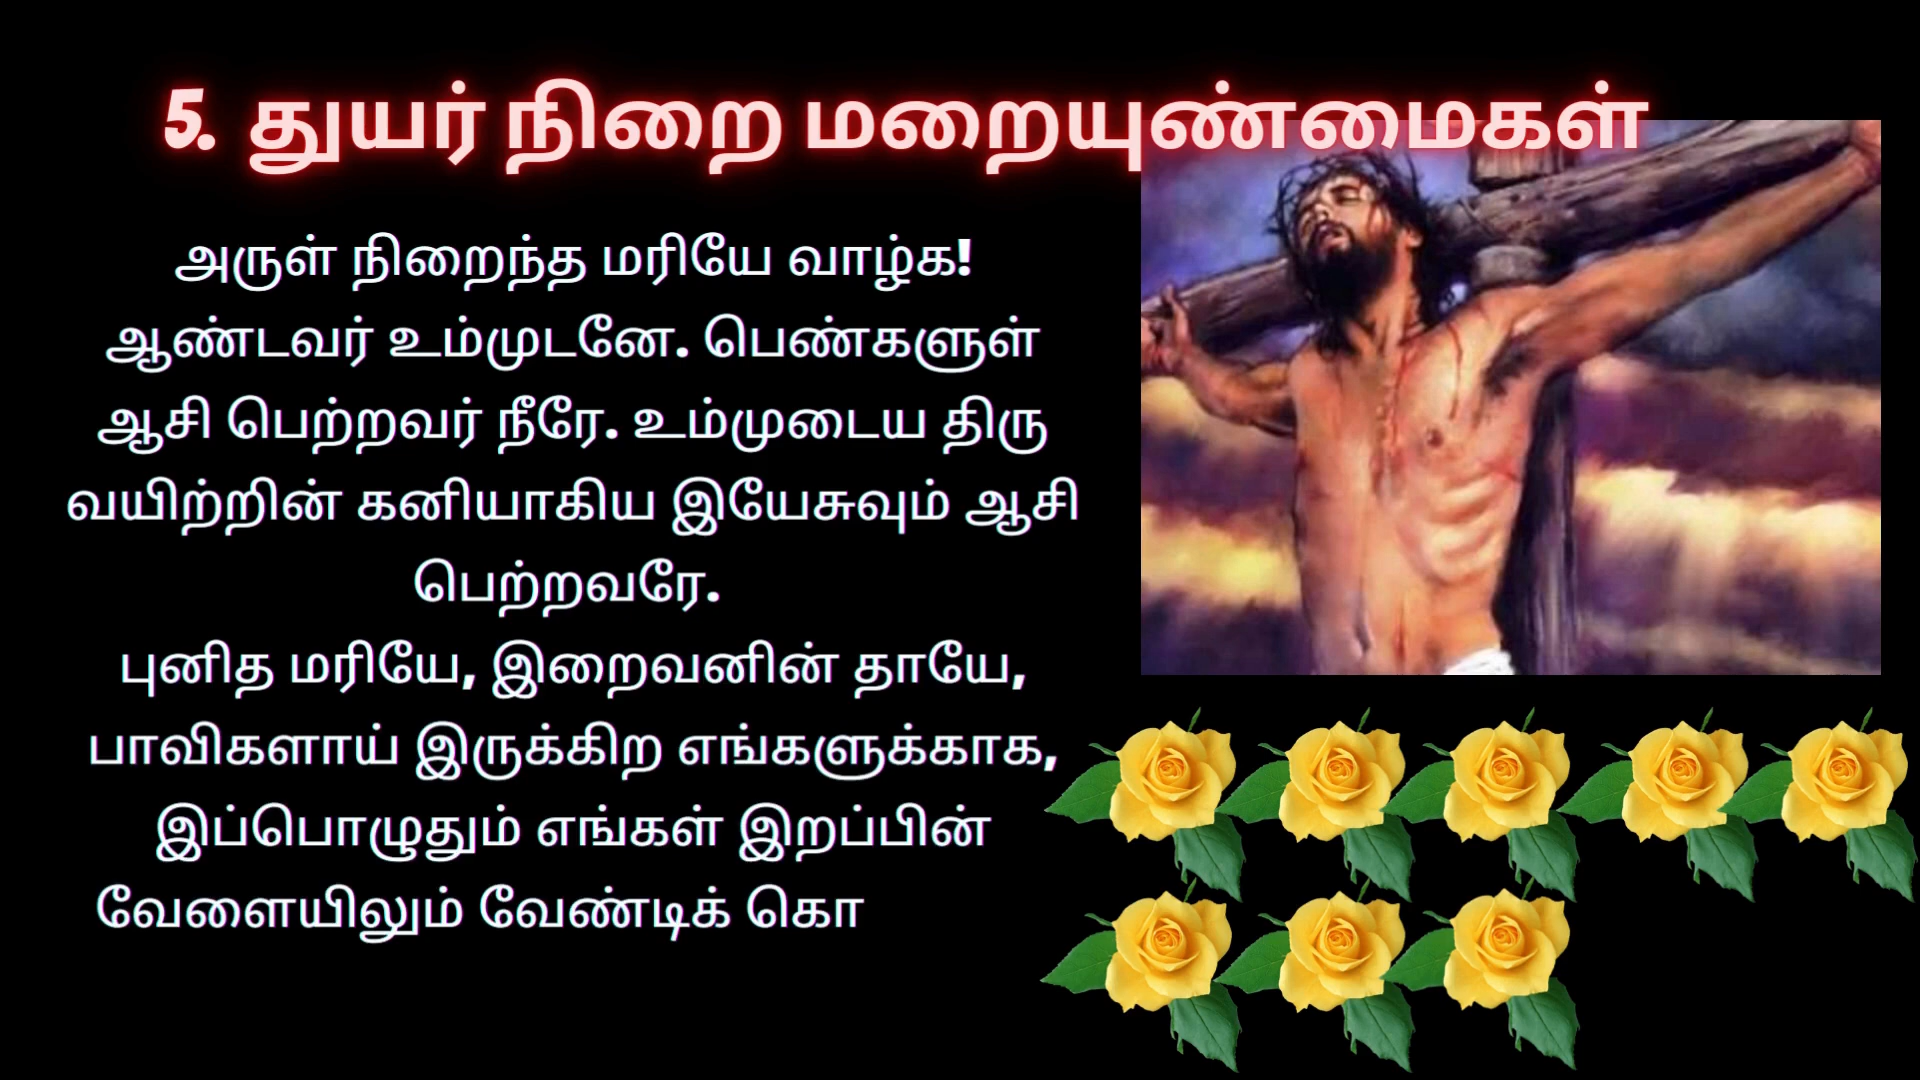 5. துயர் நிறை மறையுண்மைகள்
அருள் நிறைந்த மரியே வாழ்க!
ஆண்டவர் உம்முடனே. பெண்களுள்
ஆசி பெற்றவர் நீரே. உம்முடைய திரு
வயிற்றின் கனியாகிய இயேசுவும் ஆசி
பெற்றவரே.
புனித மரியே, இறைவனின் தாயே,
பாவிகளாய் இருக்கிற எங்களுக்காக,
இப்பொழுதும் எங்கள் இறப்பின்
வேளையிலும் வேண்டிக் கொ